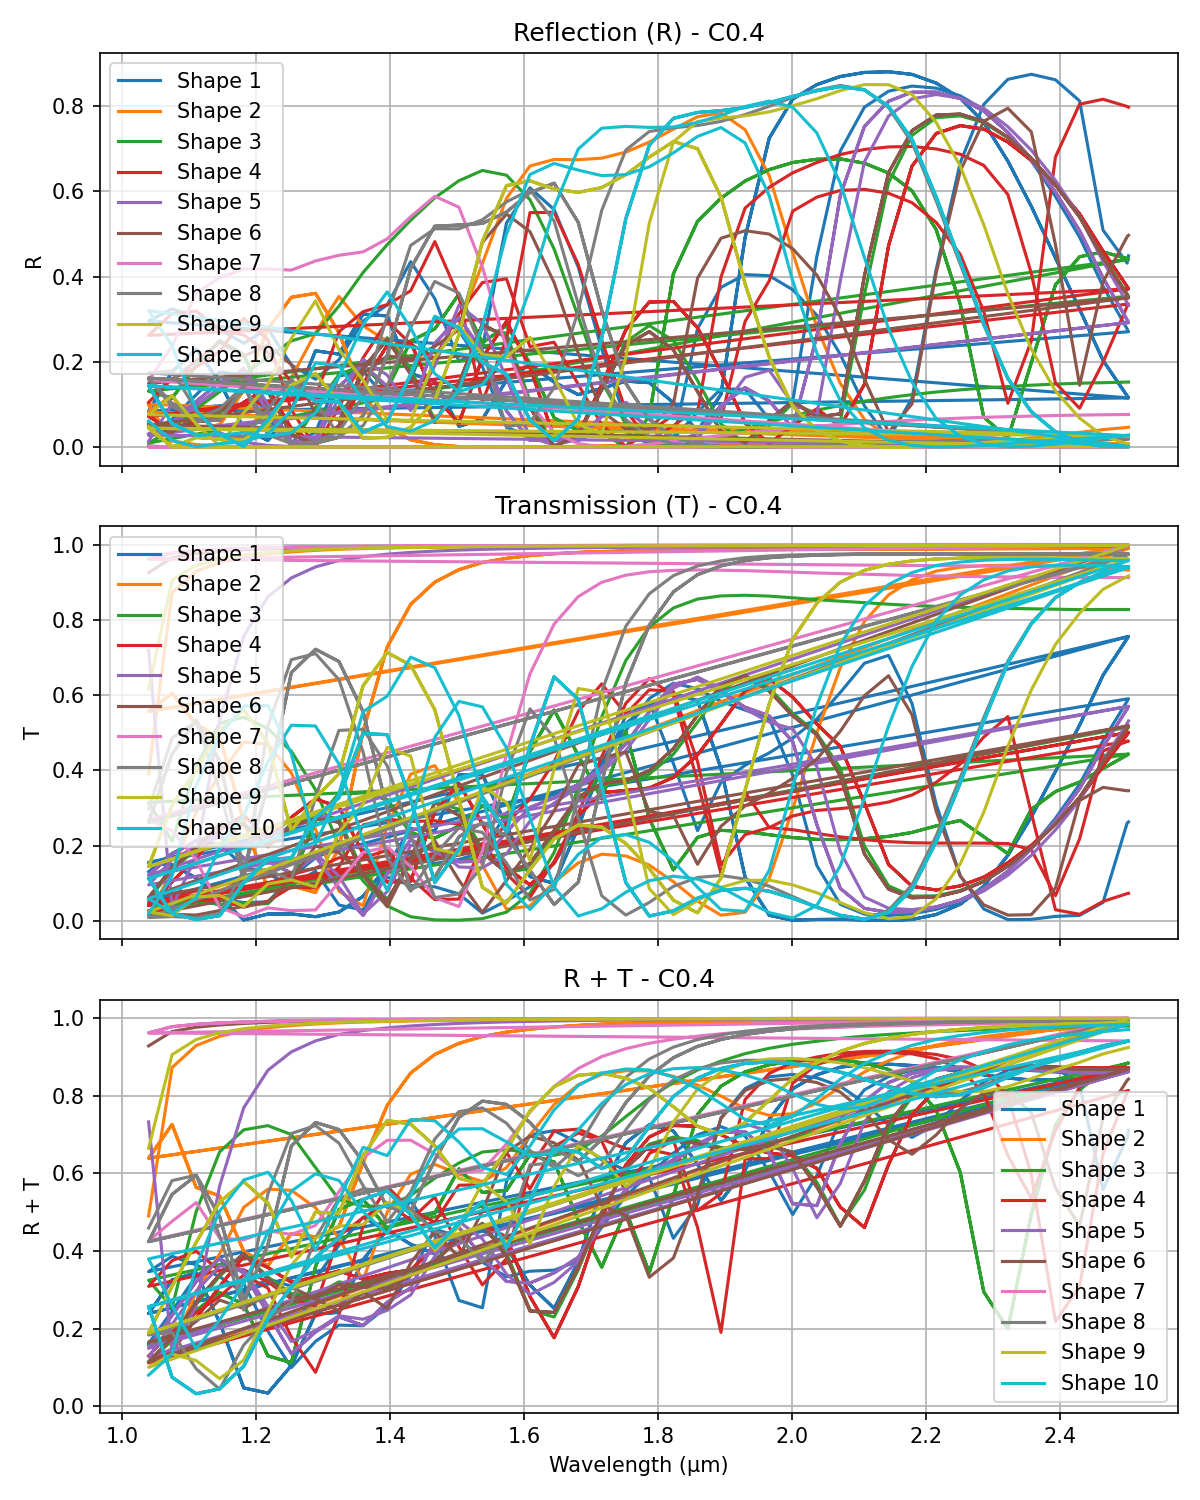 Reflection (R) - C0.4
R
0.8
0.6
0.4
0.2
0.0
Shape 1
Shape 2
Shape 3
Shape 4
Shape 5
Shape 6
Shape 7
Shape 8
Shape 9
Shape 10
Transmission (T) - C0.4
T
1.0
0.8
0.6
0.4
0.2
0.0
Shape 1
Shape 2
Shape 3
Shape 4
Shape 5
Shape 6
Shape 7
Shape 8
Shape 9
Shape 10
R + T - C0.4
R + T
1.0
0.8
0.6
0.4
0.2
0.0
Shape 1
Shape 2
Shape 3
Shape 4
Shape 5
Shape 6
Shape 7
Shape 8
Shape 9
Shape 10
1.0 1.2 1.4 1.6 1.8 2.0 2.2 2.4
Wavelength (μm)